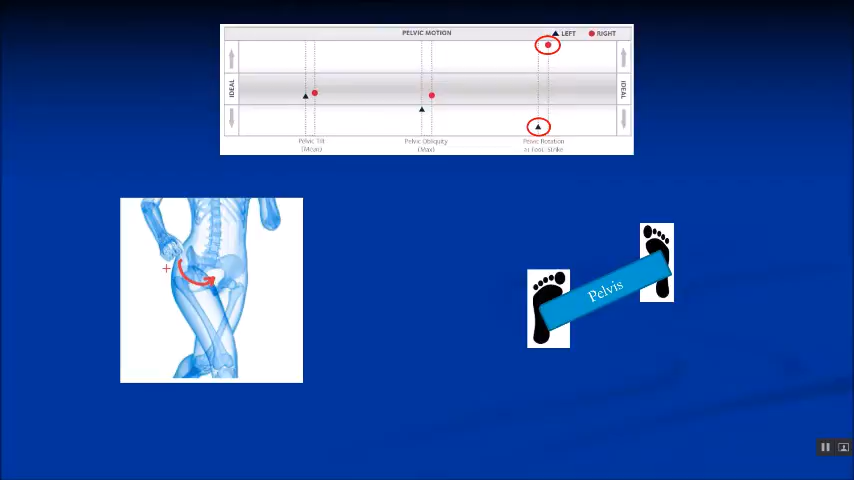 PELVIC MOTION
LEFT
RIGHT
IDEAL
IDEAL
Pelvic Tilt
(Mean)
Pelvic Obliquity
(Max)
Pelvic Rotation
At Foot Strike
Pelvis